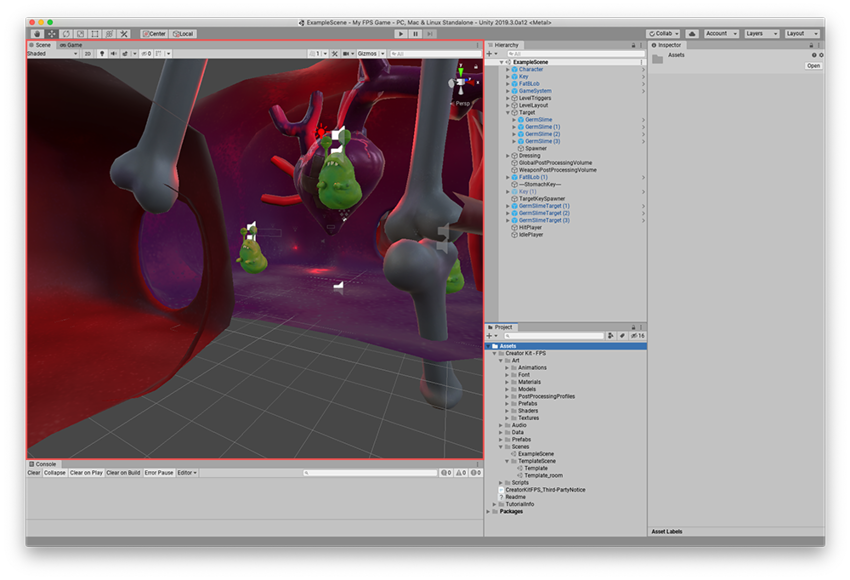 ExampleScene - My FPS Game - PC, Mac & Linux Standalone - Unity 2019.3.0a12 <Metal>
Center Local Collab Account Layers Layout
Scene Game
Shaded 2D 0 1 Gizmos All
Persp
Hierarchy
All
ExampleScene
Character
Key
FatBLob
GameSystem
LevelTriggers
LevelLayout
Target
GermSlime
GermSlime (1)
GermSlime (2)
GermSlime (3)
Spawner
Dressing
GlobalPostProcessingVolume
WeaponPostProcessingVolume
FatBLob (1)
---StomachKey---
Key (1)
TargetKeySpawner
GermSlimeTarget (1)
GermSlimeTarget (2)
GermSlimeTarget (3)
HitPlayer
IdlePlayer
Inspector
Assets
Open
Project
16
Assets
Creator Kit - FPS
Art
Animations
Font
Materials
Models
PostProcessingProfiles
Prefabs
Shaders
Textures
Audio
Data
Prefabs
Scenes
ExampleScene
TemplateScene
Template
Template_room
Scripts
CreatorKitFPS_Third-PartyNotice
Readme
TutorialInfo
Packages
Console
Clear Collapse Clear on Play Clear on Build Error Pause Editor 0 0 0
Asset Labels